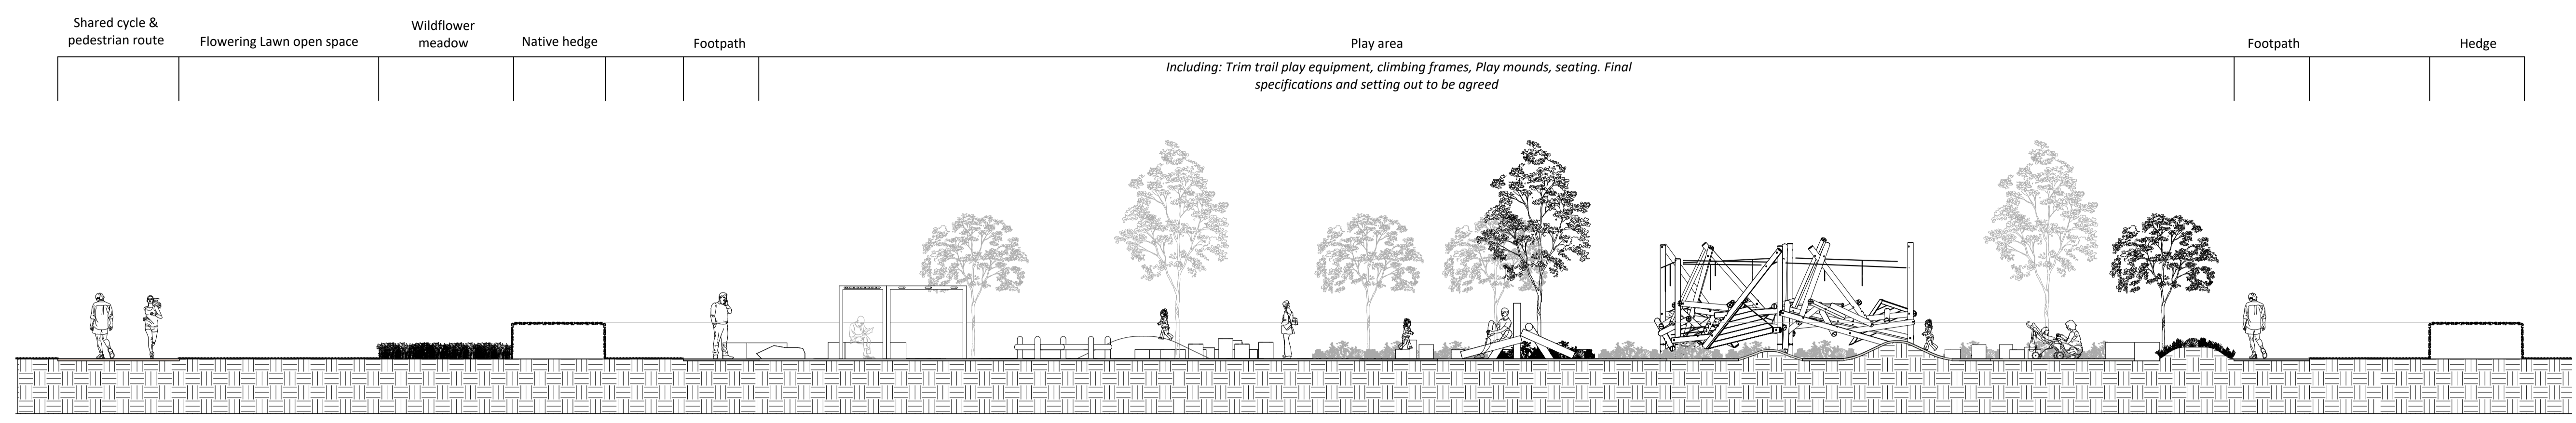 Shared cycle &
pedestrian route
Flowering Lawn open space
Wildflower
meadow
Native hedge
Footpath
Play area
Including: Trim trail play equipment, climbing frames, Play mounds, seating. Final
specifications and setting out to be agreed
Footpath
Hedge